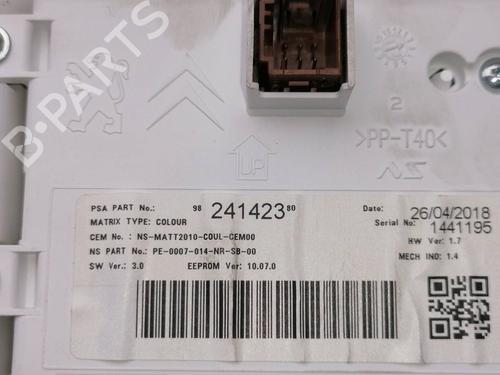 B-PARTS
2
>PP-T40<
UP
PSA PART No.: 98 241423 80
Date: 26/04/2018
MATRIX TYPE: COLOUR
Serial No.: 1441195
CEM No.: NS-MATT2010-COUL-CEM00
HW Ver.: 1.7
NS PART No.: PE-0007-014-NR-SB-00
MECH IND: 1.4
SW Ver.: 3.0 EEPROM Ver.: 10.07.0